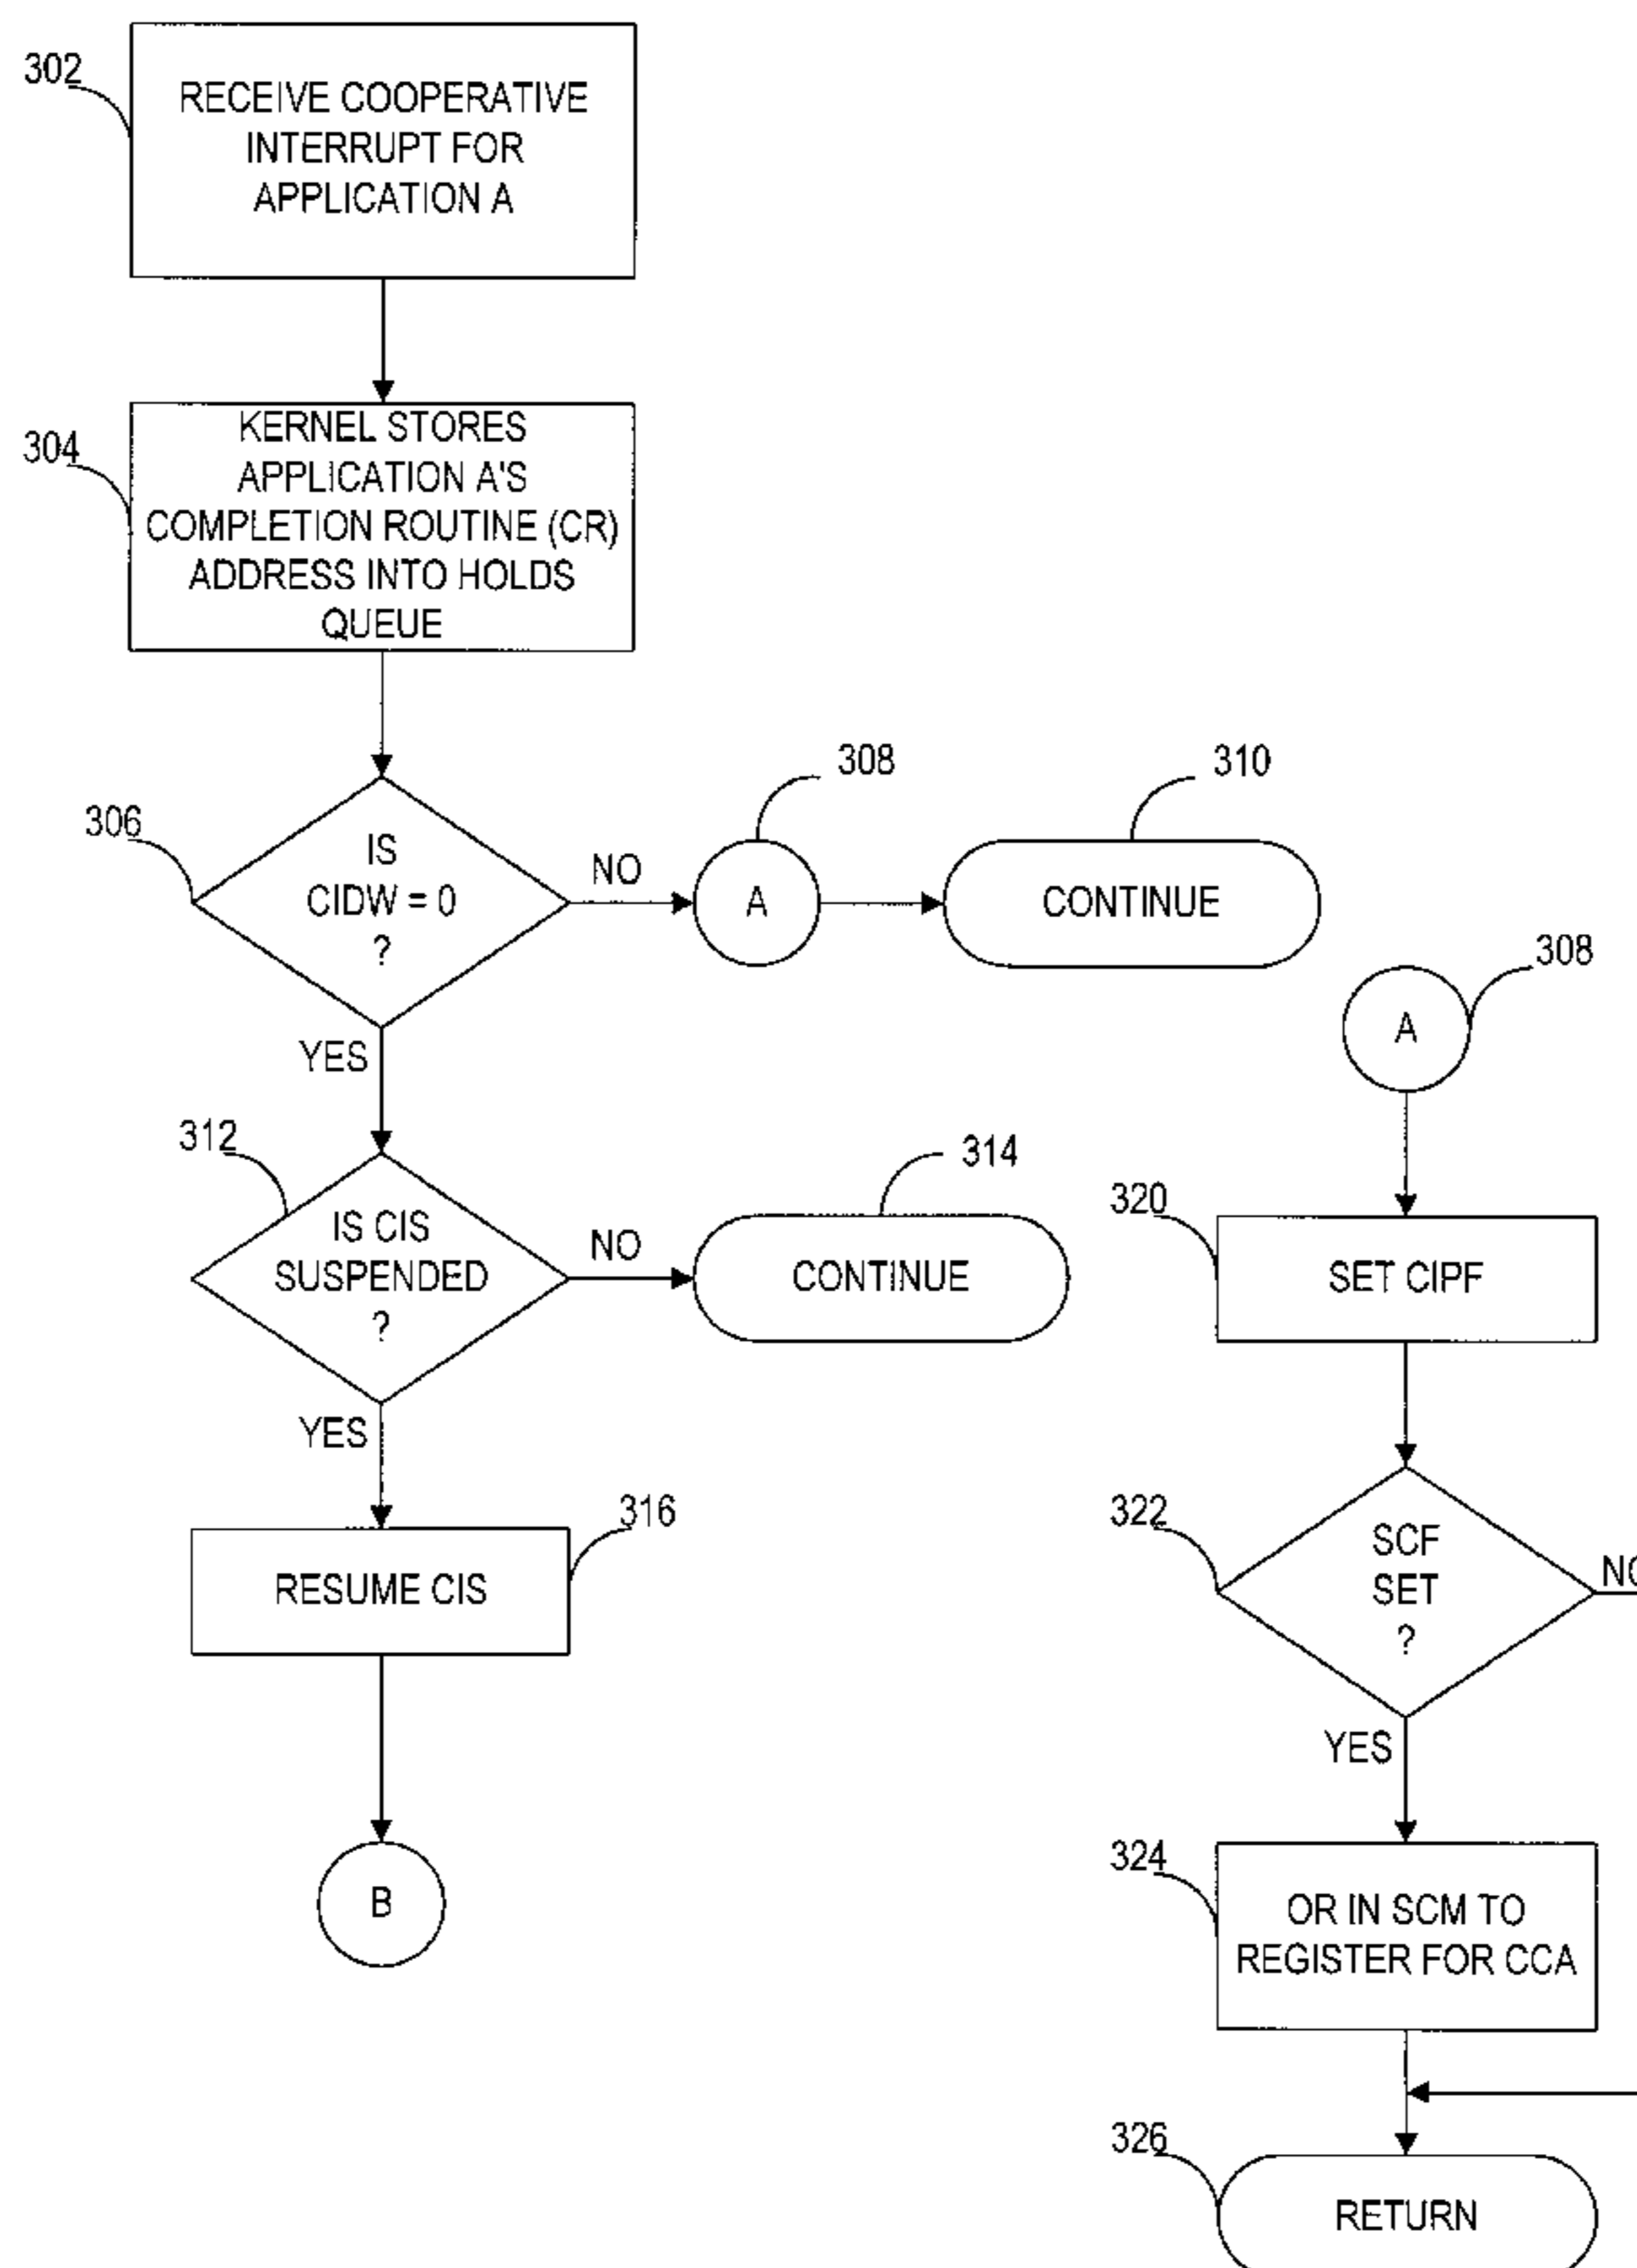 302
RECEIVE COOPERATIVE
INTERRUPT FOR
APPLICATION A
304
KERNEL STORES
APPLICATION A'S
COMPLETION ROUTINE (CR)
ADDRESS INTO HOLDS
QUEUE
306
IS
CIDW = 0
?
NO
308
A
310
CONTINUE
YES
312
IS CIS
SUSPENDED
?
NO
314
CONTINUE
YES
316
RESUME CIS
B
308
A
320
SET CIPF
322
SCF
SET
?
NO
YES
324
OR IN SCM TO
REGISTER FOR CCA
326
RETURN